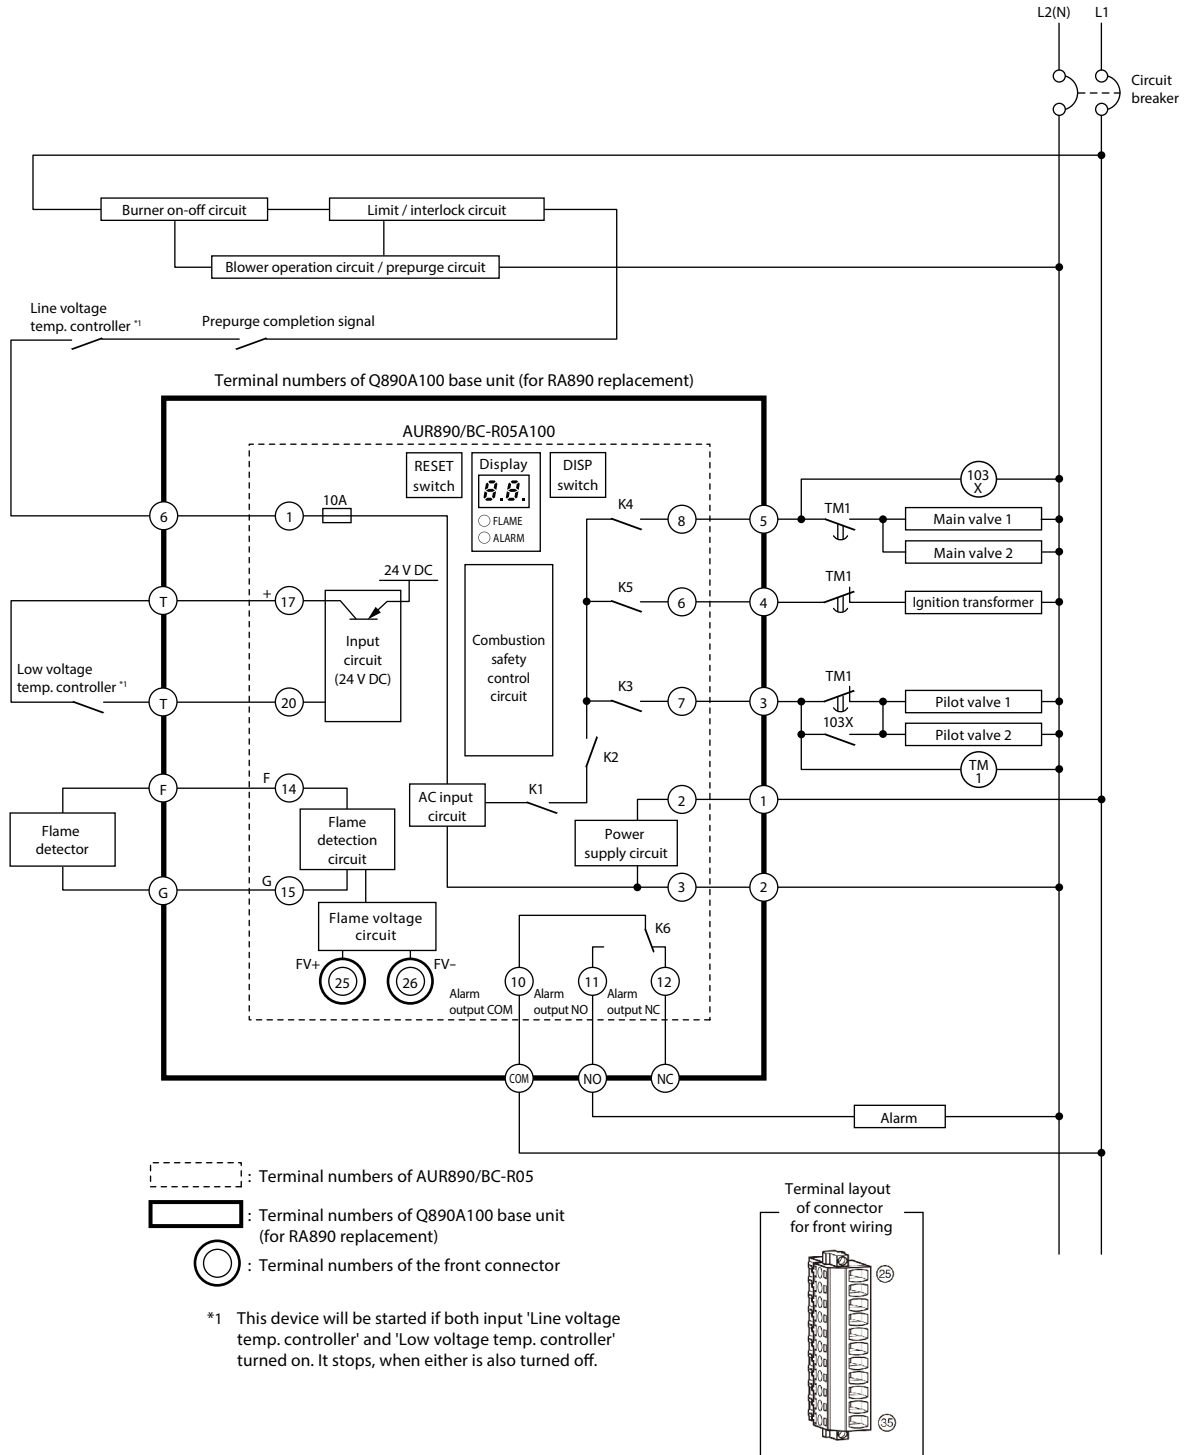 L2(N) L1
Circuit
breaker
Burner on-off circuit
Limit / interlock circuit
Blower operation circuit / prepurge circuit
Line voltage
temp. controller *1
Prepurge completion signal
Terminal numbers of Q890A100 base unit (for RA890 replacement)
AUR890/BC-R05A100
RESET
switch
Display
8.8.
FLAME
ALARM
DISP
switch
6
1
10A
K4
8
5
103
X
TM1
Main valve 1
Main valve 2
24 V DC
T
+
17
Input
circuit
(24 V DC)
Combustion
safety
control
circuit
K5
6
4
TM1
Ignition transformer
Low voltage
temp. controller *1
T
20
K3
7
3
TM1
103X
Pilot valve 1
Pilot valve 2
TM
1
K2
K1
AC input
circuit
2
1
Power
supply circuit
3
2
F
F
14
Flame
detector
Flame
detection
circuit
G
G
15
Flame voltage
circuit
FV+
25
26
FV–
K6
10
11
12
Alarm
output COM
Alarm
output NO
Alarm
output NC
COM
NO
NC
Alarm
: Terminal numbers of AUR890/BC-R05
: Terminal numbers of Q890A100 base unit
(for RA890 replacement)
: Terminal numbers of the front connector
*1 This device will be started if both input 'Line voltage
temp. controller' and 'Low voltage temp. controller'
turned on. It stops, when either is also turned off.
Terminal layout
of connector
for front wiring
25
35